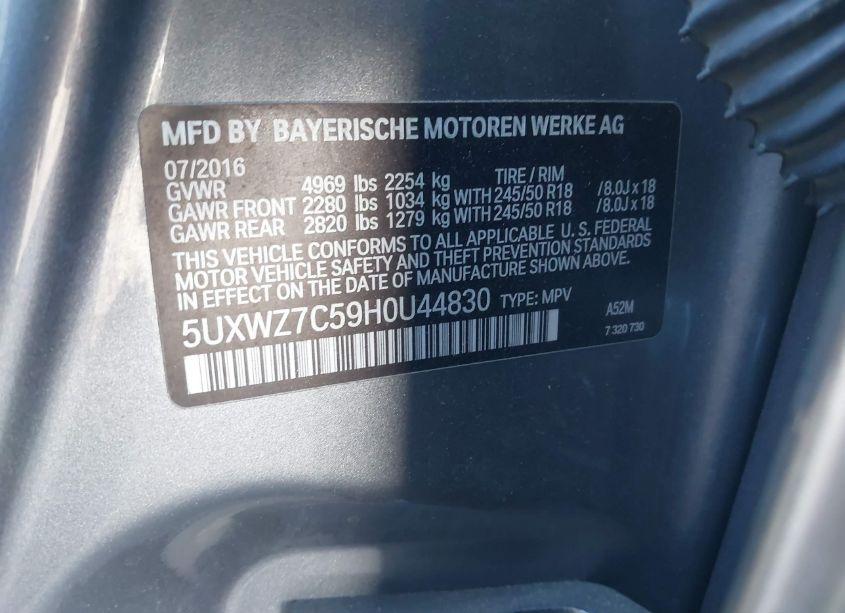 MFD BY BAYERISCHE MOTOREN WERKE AG
07/2016 TIRE / RIM
GVWR 4969 lbs 2254 kg
GAWR FRONT 2280 lbs 1034 kg WITH 245/50 R18 /8.0J x 18
GAWR REAR 2820 lbs 1279 kg WITH 245/50 R18 /8.0J x 18
THIS VEHICLE CONFORMS TO ALL APPLICABLE U. S. FEDERAL
MOTOR VEHICLE SAFETY AND THEFT PREVENTION STANDARDS
IN EFFECT ON THE DATE OF MANUFACTURE SHOWN ABOVE.
5UXWZ7C59H0U44830 TYPE: MPV A52M
7 320 730